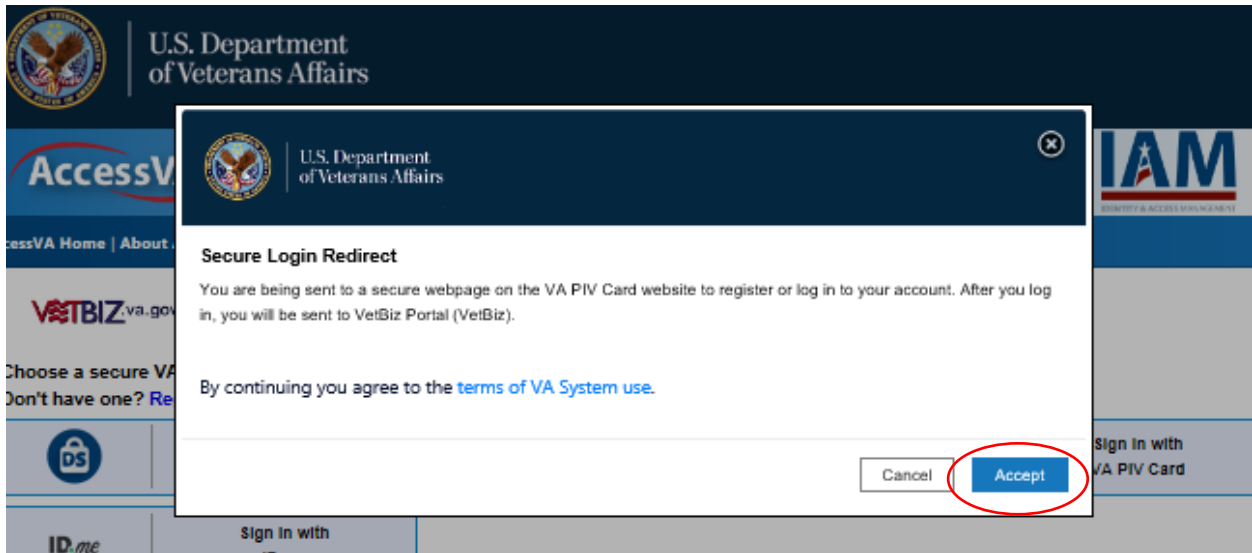 U.S. Department
of Veterans Affairs
AccessV
U.S. Department
of Veterans Affairs
IAM
IDENTITY & ACCESS MANAGEMENT
cessVA Home | About
Secure Login Redirect
You are being sent to a secure webpage on the VA PIV Card website to register or log in to your account. After you log
in, you will be sent to VetBiz Portal (VetBiz).
VETBIZ.va.gov
Choose a secure VA
Don't have one? Re
By continuing you agree to the terms of VA System use.
DS
Cancel
Accept
Sign in with
VA PIV Card
ID.me
Sign in with